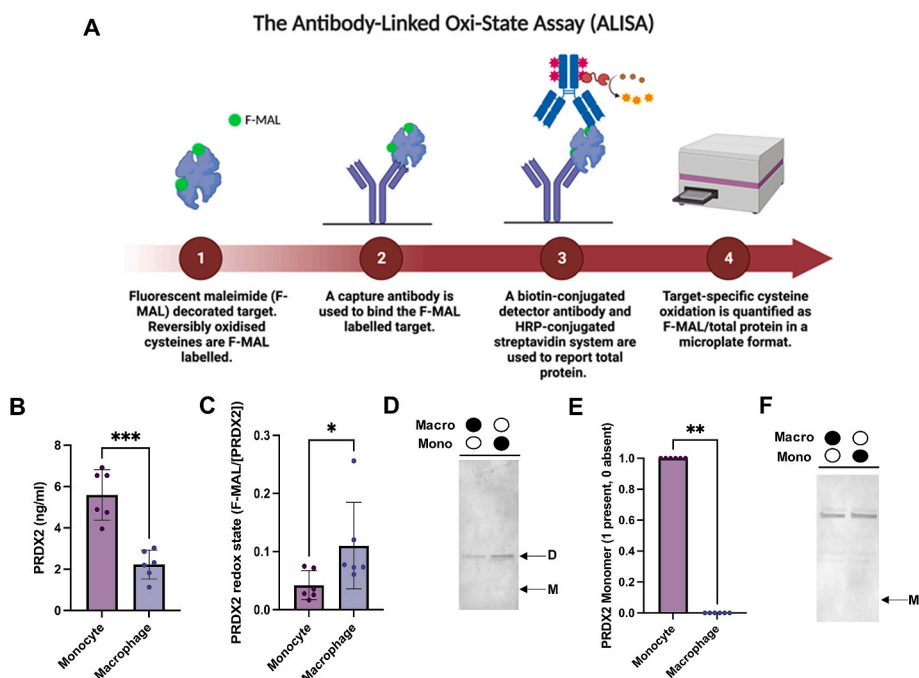 A
The Antibody-Linked Oxi-State Assay (ALISA)
F-MAL
1
2
3
4
Fluorescent maleimide (F-
MAL) decorated target.
Reversibly oxidised
cysteines are F-MAL
labelled.
A capture antibody is
used to bind the F-MAL
labelled target.
A biotin-conjugated
detector antibody and
HRP-conjugated
streptavidin system are
used to report total
protein.
Target-specific cysteine
oxidation is quantified as
F-MAL/total protein in a
microplate format.
B
PRDX2 (ng/ml)
8
6
4
2
0
***
Monocyte
Macrophage
C
PRDX2 redox state (F-MAL/[PRDX2])
0.3
0.2
0.1
0.0
*
Monocyte
Macrophage
D
Macro
Mono
D
M
E
PRDX2 Monomer (1 present, 0 absent)
1.0
0.8
0.6
0.4
0.2
0.0
**
Monocyte
Macrophage
F
Macro
Mono
M